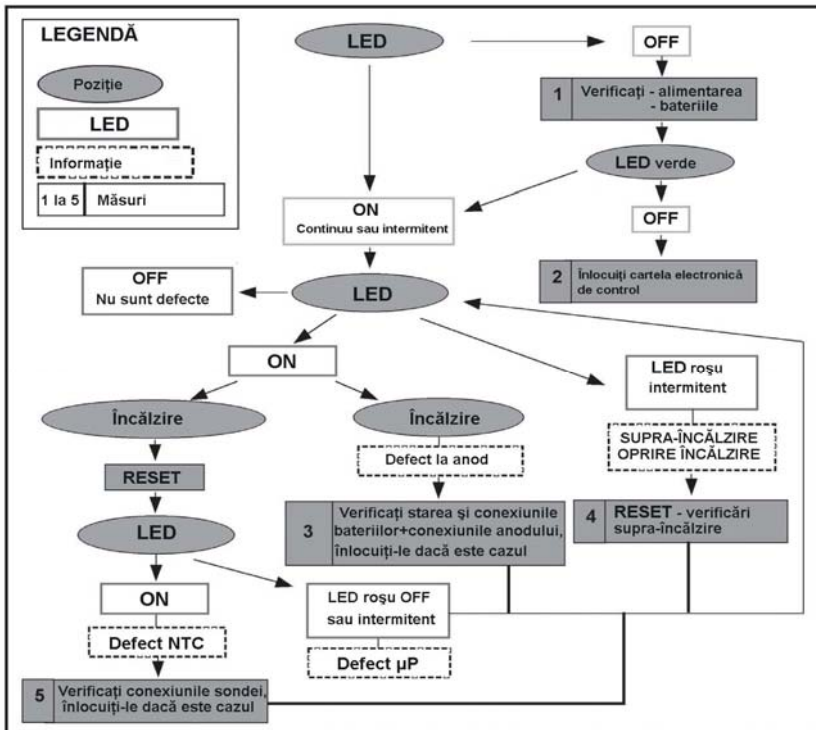 LEGENDĂ
Poziție
LED
Informație
1 la 5 Măsuri
LED
OFF
1 Verificați - alimentarea
- bateriile
LED verde
OFF
2 Înlocuiți cartela electronică
de control
ON
Continuu sau intermitent
OFF
Nu sunt defecte
LED
ON
LED roşu
intermitent
Încălzire
Încălzire
SUPRA-ÎNCĂLZIRE
OPRIRE ÎNCĂLZIRE
Defect la anod
RESET
3 Verificați starea şi conexiunile
bateriilor+conexiunile anodului,
înlocuiți-le dacă este cazul
4 RESET - verificări
supra-încălzire
LED
ON
LED roşu OFF
sau intermitent
Defect NTC
Defect µP
5 Verificați conexiunile sondei,
înlocuiți-le dacă este cazul